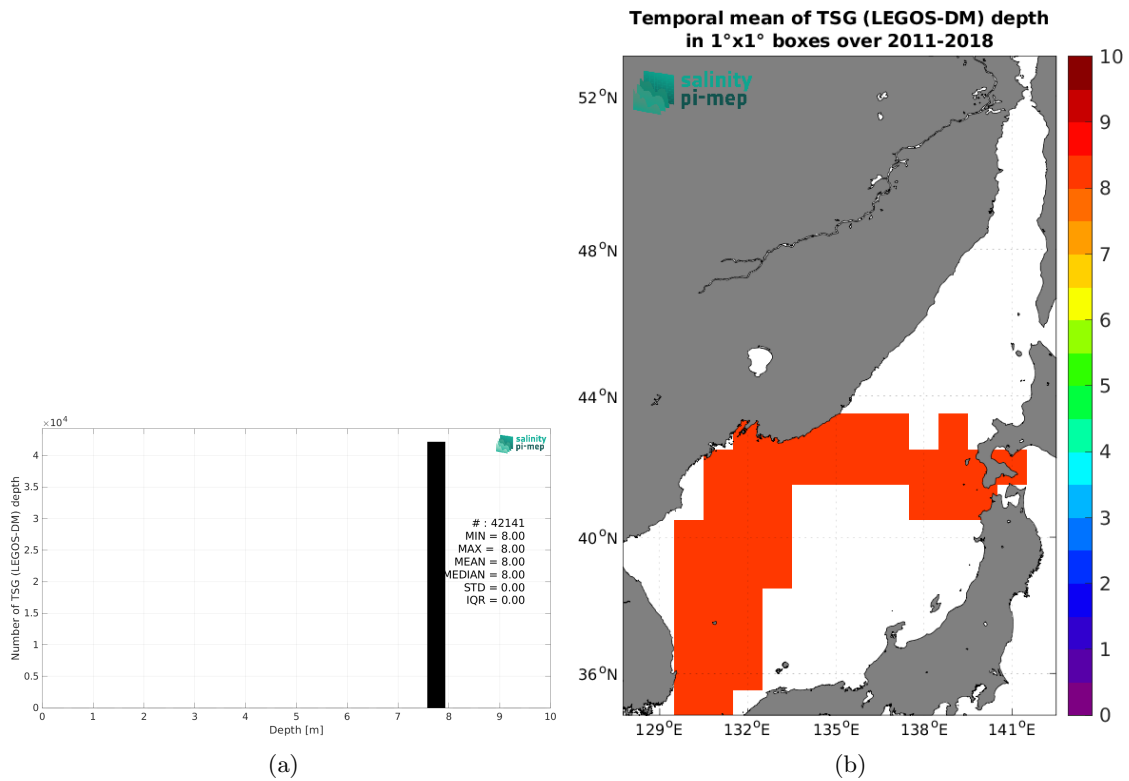 Temporal mean of TSG (LEGOS-DM) depth
in 1°x1° boxes over 2011-2018
×10⁴
4
3.5
3
2.5
2
1.5
1
0.5
0
Number of TSG (LEGOS-DM) depth
salinity
pi-mep
# : 42141
MIN = 8.00
MAX = 8.00
MEAN = 8.00
MEDIAN = 8.00
STD = 0.00
IQR = 0.00
0 1 2 3 4 5 6 7 8 9 10
Depth [m]
(a)
salinity
pi-mep
52°N
48°N
44°N
40°N
36°N
129°E 132°E 135°E 138°E 141°E
10
9
8
7
6
5
4
3
2
1
0
(b)